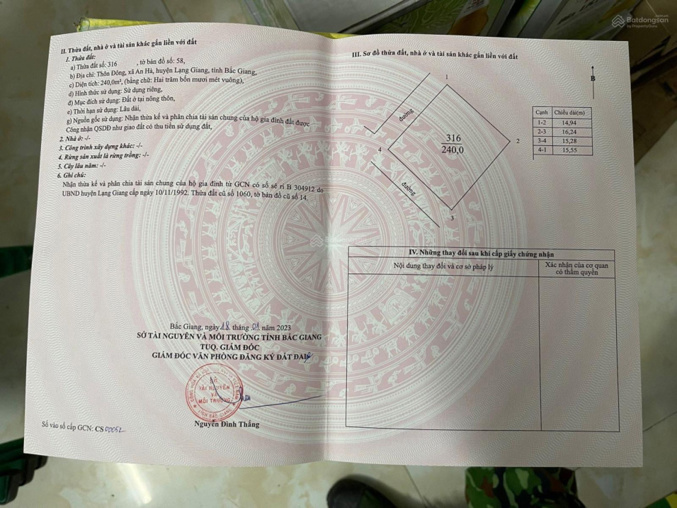 II. Thửa đất, nhà ở và tài sản khác gắn liền với đất
1. Thửa đất:
a) Thửa đất số: 316 , tờ bản đồ số: 58,
b) Địa chỉ: Thôn Đông, xã An Hà, huyện Lạng Giang, tỉnh Bắc Giang,
c) Diện tích: 240,0m², (bằng chữ: Hai trăm bốn mươi mét vuông),
d) Hình thức sử dụng: Sử dụng riêng,
đ) Mục đích sử dụng: Đất ở tại nông thôn,
e) Thời hạn sử dụng: Lâu dài,
g) Nguồn gốc sử dụng: Nhận thừa kế và phân chia tài sản chung của hộ gia đình đất được
Công nhận QSDĐ như giao đất có thu tiền sử dụng đất,
2. Nhà ở: -/-
3. Công trình xây dựng khác: -/-
4. Rừng sản xuất là rừng trồng: -/-
5. Cây lâu năm: -/-
6. Ghi chú:
Nhận thừa kế và phân chia tài sản chung của hộ gia đình từ GCN có số sê ri B 304912 do
UBND huyện Lạng Giang cấp ngày 10/11/1992. Thửa đất cũ số 1060, tờ bản đồ cũ số 14.
Bắc Giang, ngày 18 tháng 01 năm 2023
SỞ TÀI NGUYÊN VÀ MÔI TRƯỜNG TỈNH BẮC GIANG
TUQ. GIÁM ĐỐC
GIÁM ĐỐC VĂN PHÒNG ĐĂNG KÝ ĐẤT ĐAI
SỞ
TÀI NGUYÊN
VÀ
MÔI TRƯỜNG
Nguyễn Đình Thắng
Số vào sổ cấp GCN: CS
III. Sơ đồ thửa đất, nhà ở và tài sản khác gắn liền với đất
B
1
đường
316
240,0
2
4
đường
3
Cạnh Chiều dài(m)
1-2 14,94
2-3 16,24
3-4 15,28
4-1 15,55
IV. Những thay đổi sau khi cấp giấy chứng nhận
Nội dung thay đổi và cơ sở pháp lý
Xác nhận của cơ quan
có thẩm quyền
Batdongsan